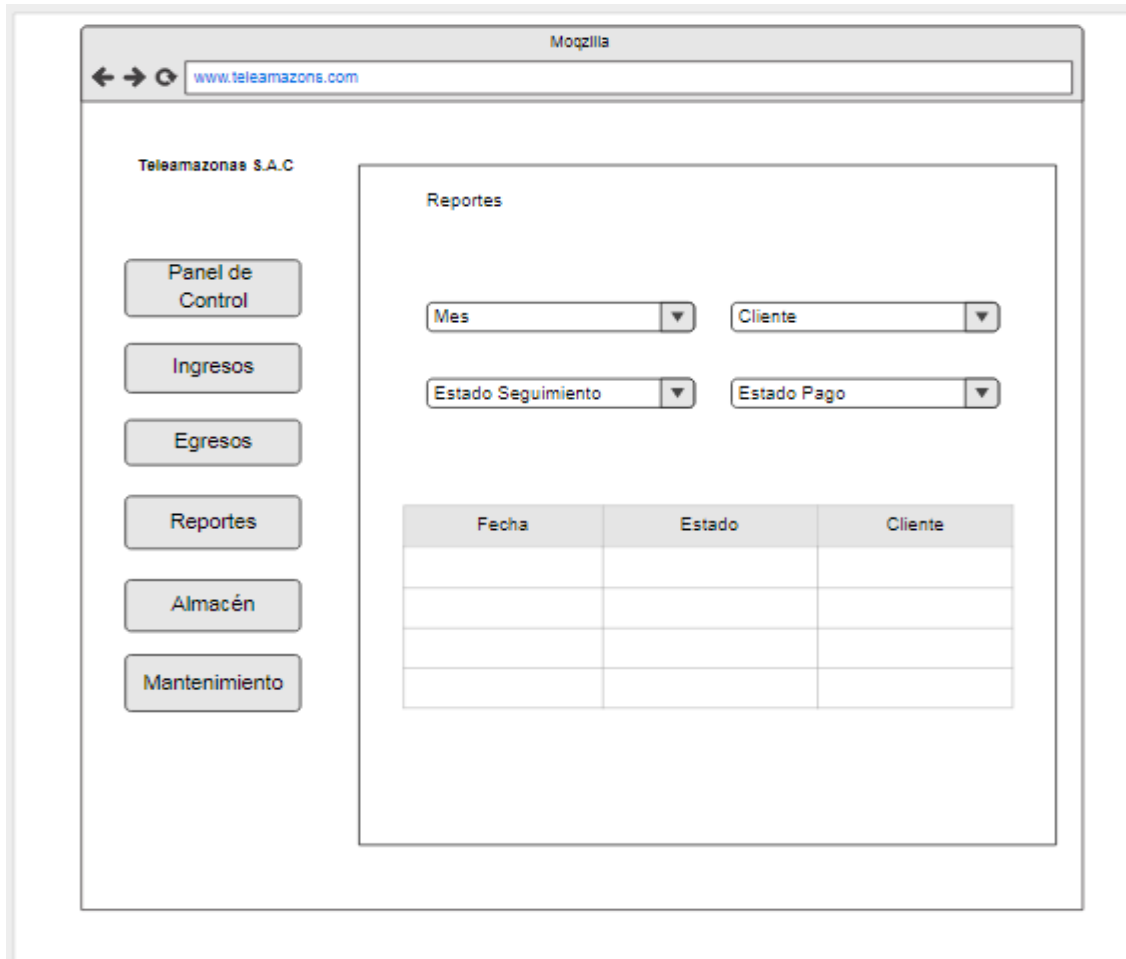 Moqzilla
www.teleamazons.com
Teleamazonas S.A.C
Panel de
Control
Ingresos
Egresos
Reportes
Almacén
Mantenimiento
Reportes
Mes
Cliente
Estado Seguimiento
Estado Pago
Fecha Estado Cliente